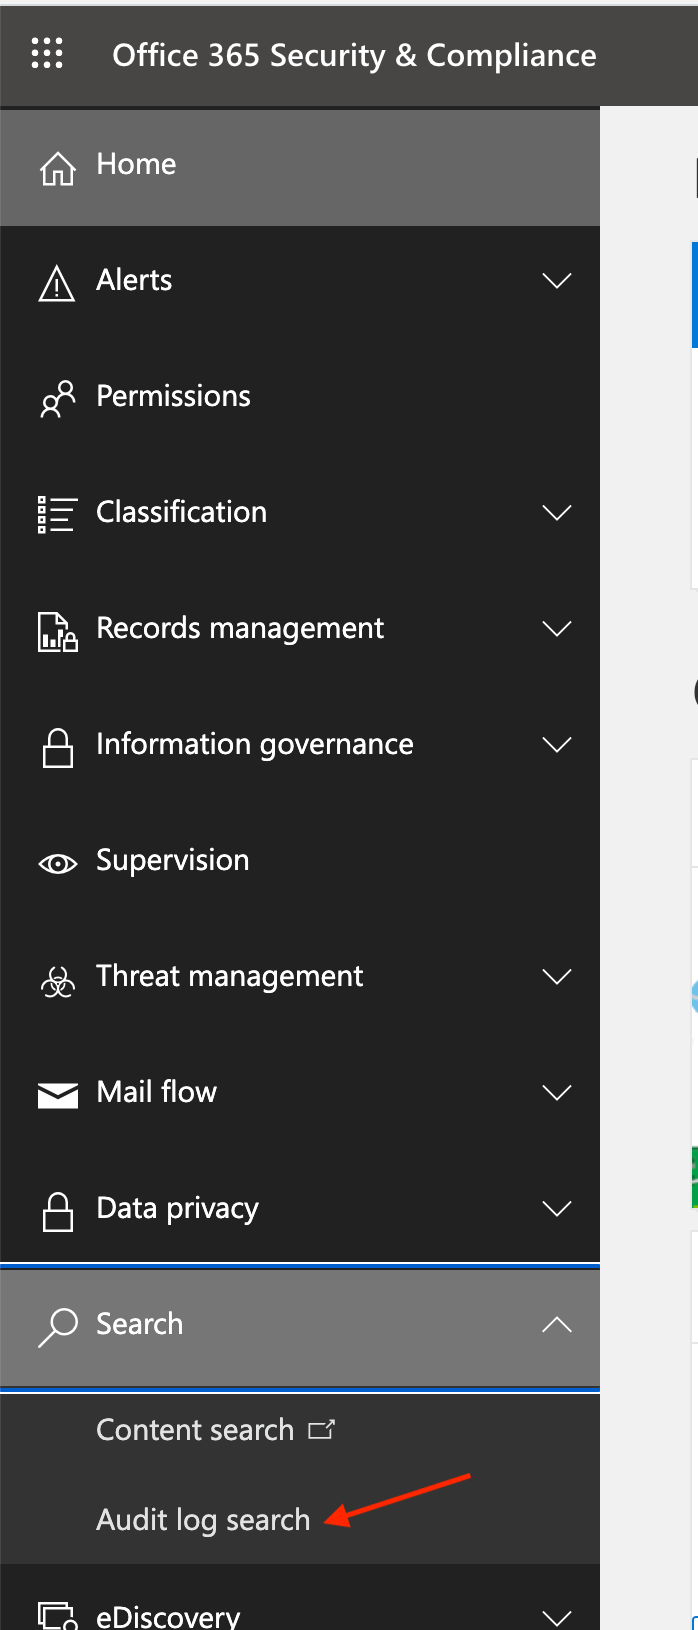 Office 365 Security & Compliance
Home
Alerts
Permissions
Classification
Records management
Information governance
Supervision
Threat management
Mail flow
Data privacy
Search
Content search
Audit log search
eDiscovery